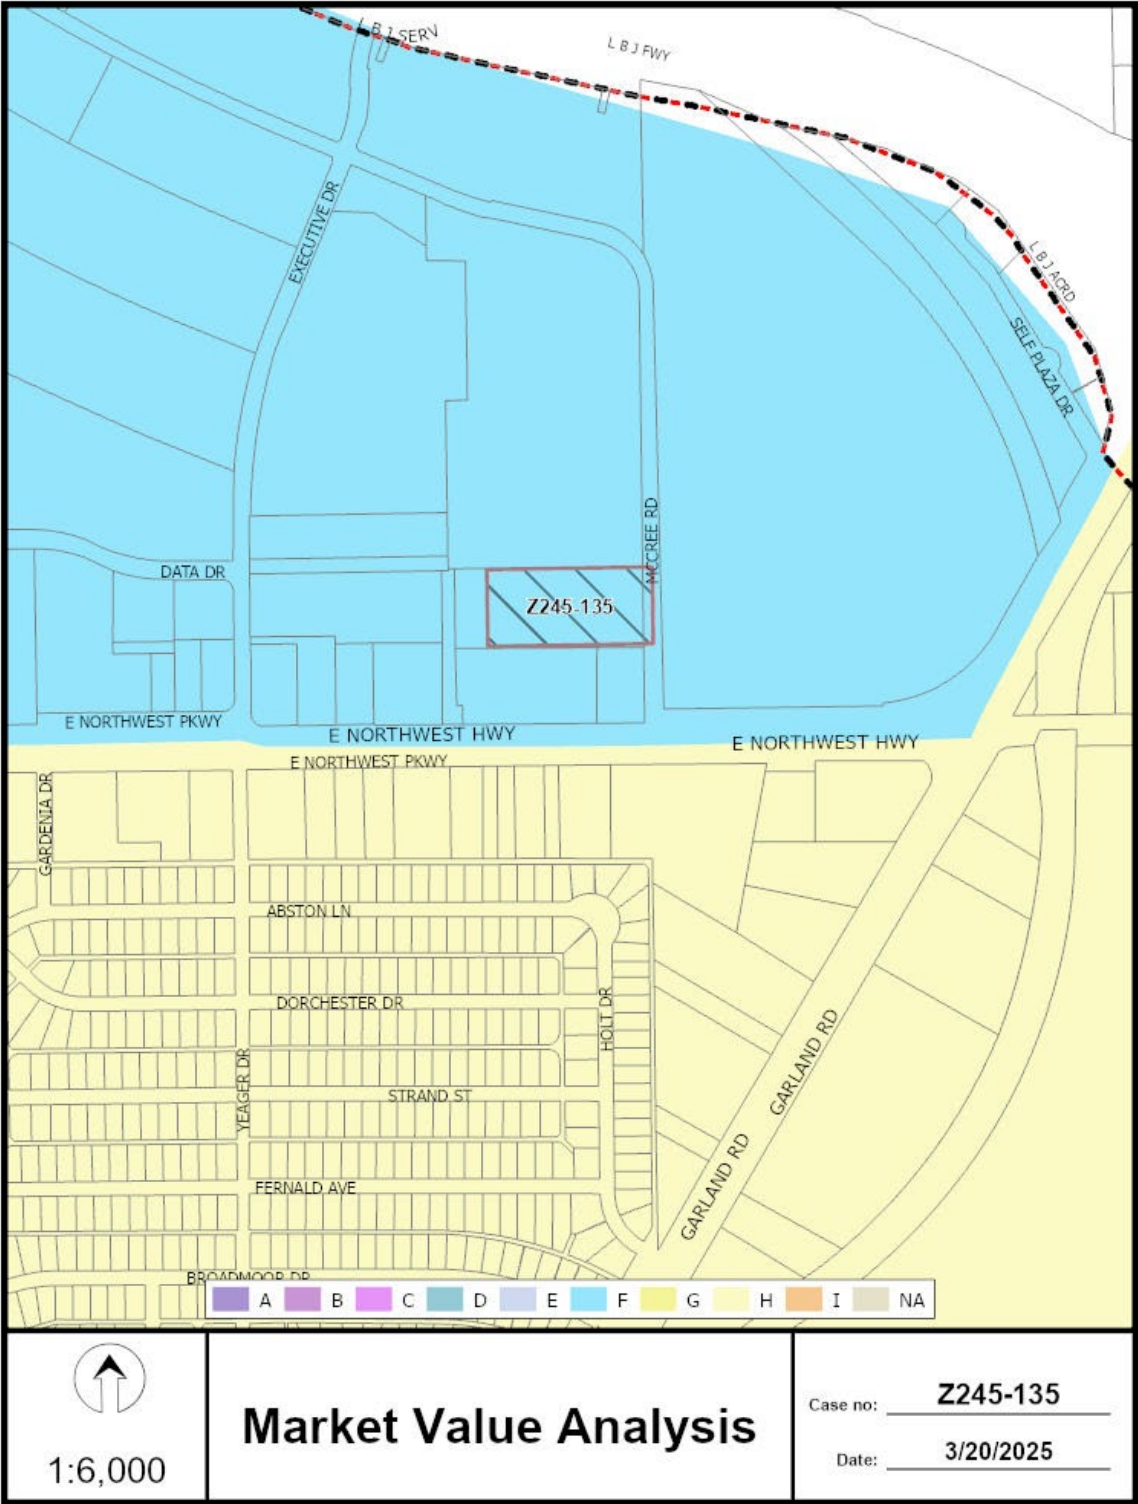 L B J SERV
L B J FWY
EXECUTIVE DR
L B J ACRD
SELF PLAZA DR
MCCREE RD
DATA DR
Z245-135
E NORTHWEST PKWY
E NORTHWEST HWY
E NORTHWEST HWY
E NORTHWEST PKWY
GARDENIA DR
ABSTON LN
DORCHESTER DR
HOLT DR
YEAGER DR
STRAND ST
GARLAND RD
GARLAND RD
FERNALD AVE
BROADMOOR DR
A B C D E F G H I NA
1:6,000
Market Value Analysis
Case no: Z245-135
Date: 3/20/2025